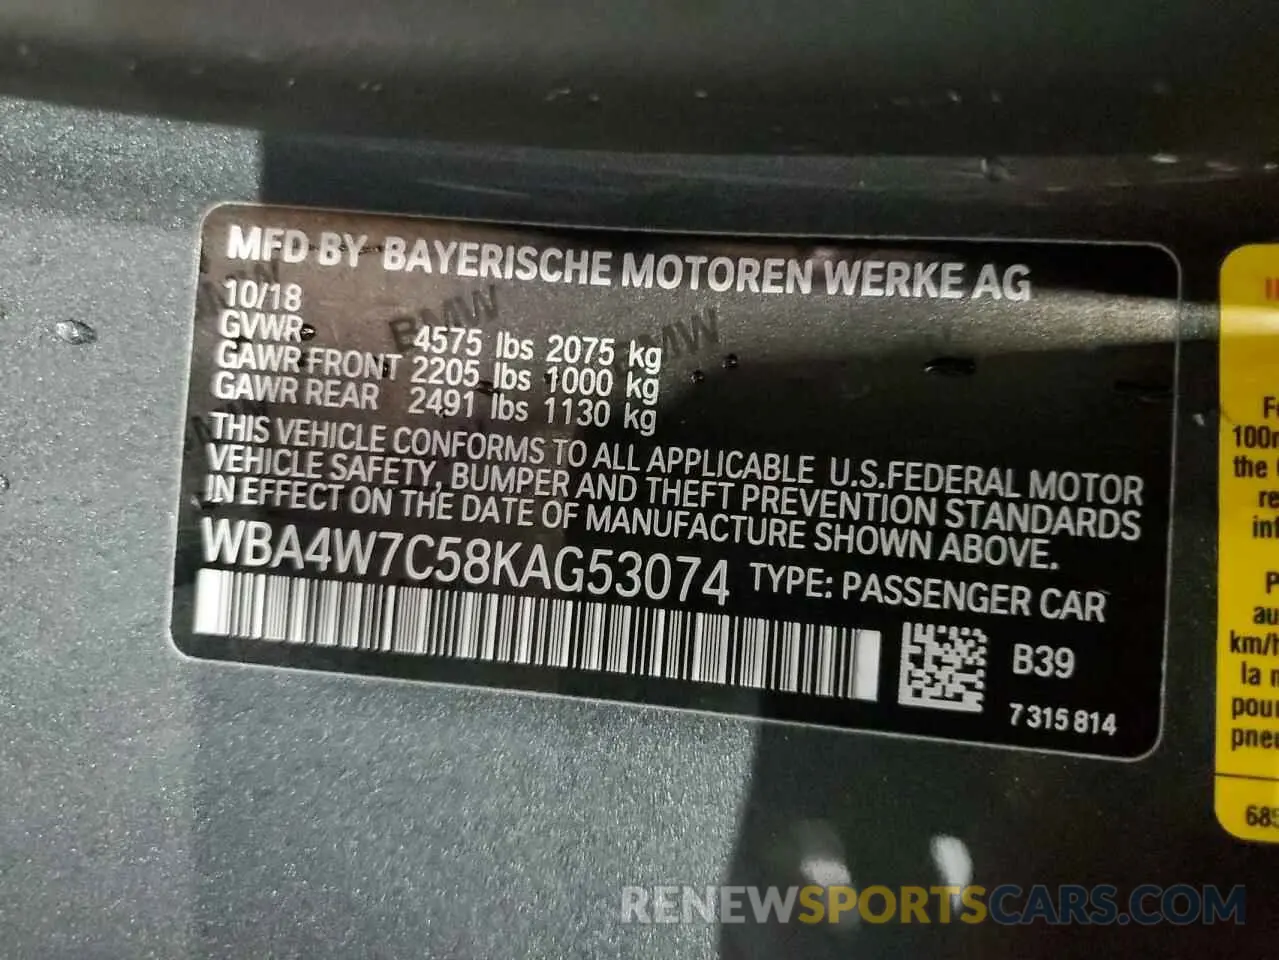 MFD BY BAYERISCHE MOTOREN WERKE AG
10/18
GVWR 4575 lbs 2075 kg
GAWR FRONT 2205 lbs 1000 kg
GAWR REAR 2491 lbs 1130 kg
THIS VEHICLE CONFORMS TO ALL APPLICABLE U.S.FEDERAL MOTOR
VEHICLE SAFETY, BUMPER AND THEFT PREVENTION STANDARDS
IN EFFECT ON THE DATE OF MANUFACTURE SHOWN ABOVE.
WBA4W7C58KAG53074 TYPE: PASSENGER CAR
B39
7 315 814
BMW
the
la
RENEWSPORTSCARS.COM